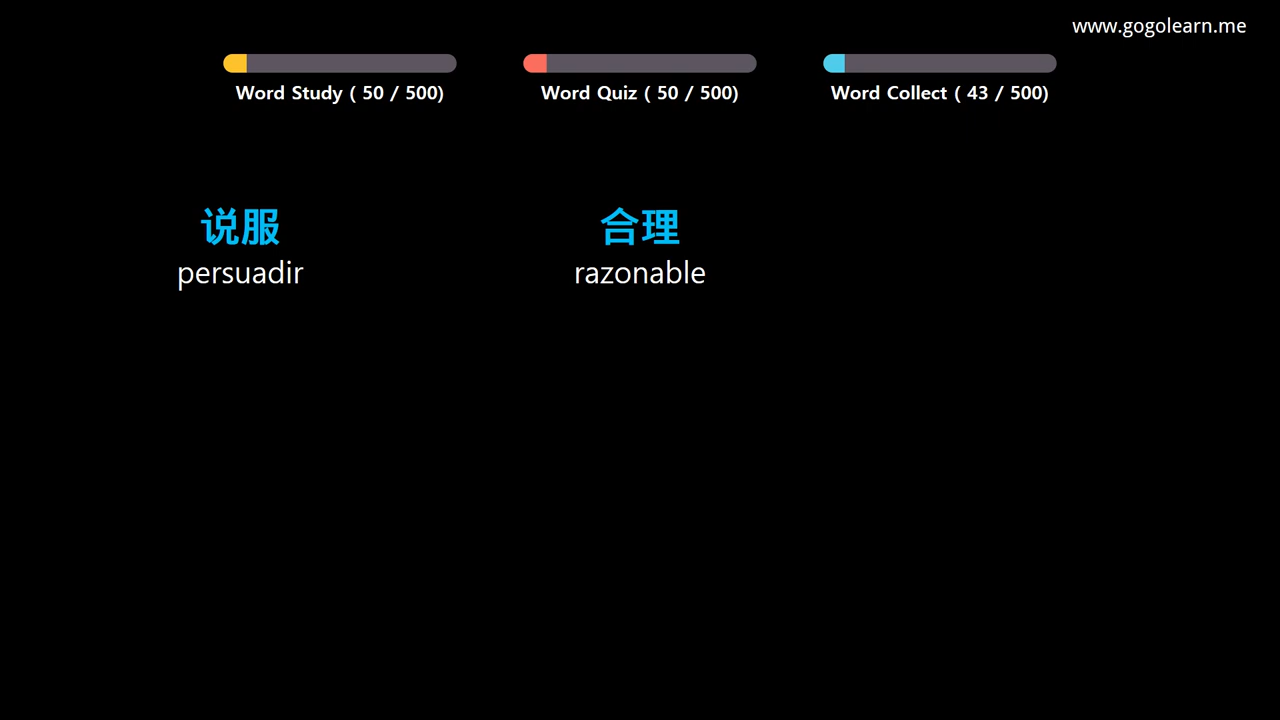 www.gogolearn.me
Word Study ( 50 / 500)
Word Quiz ( 50 / 500)
Word Collect ( 43 / 500)
说服
persuadir
合理
razonable